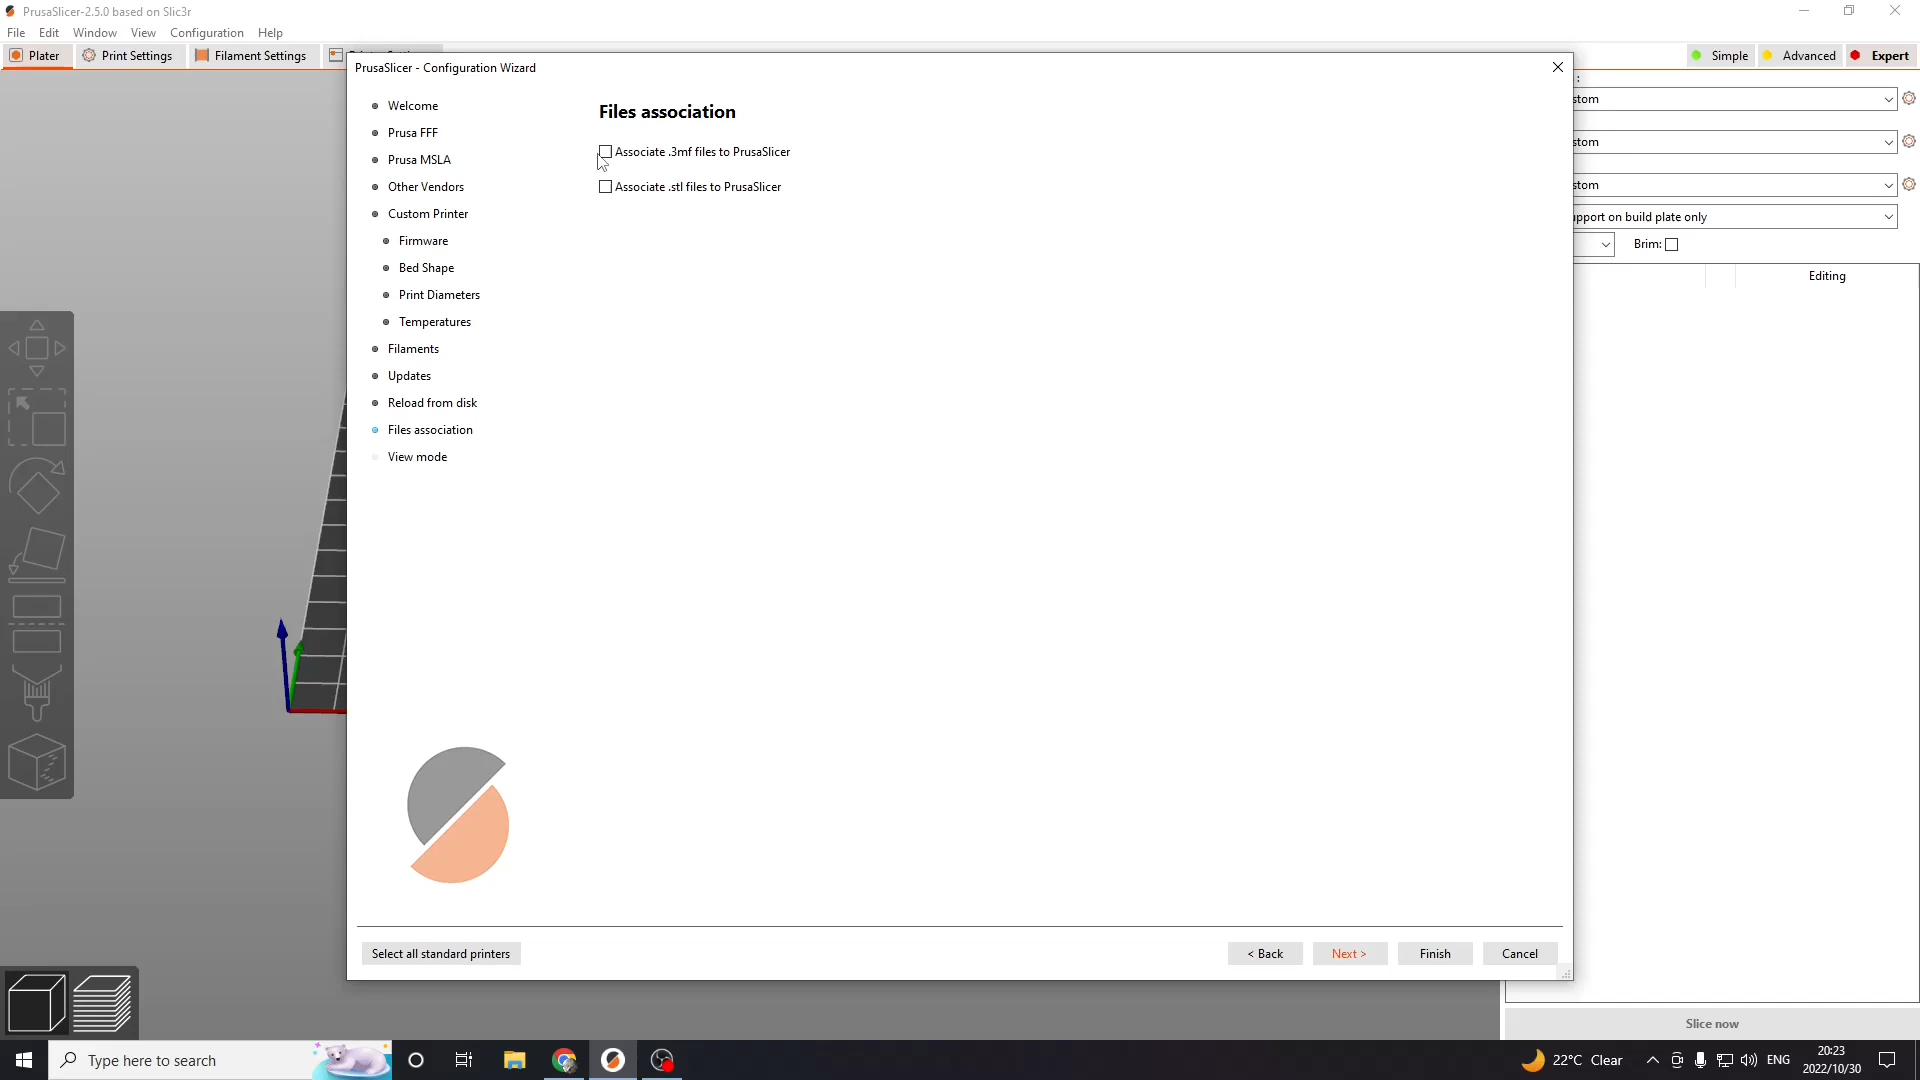 PrusaSlicer-2.5.0 based on Slic3r
File Edit Window View Configuration Help
Plater Print Settings Filament Settings
Simple Advanced Expert
PrusaSlicer - Configuration Wizard
Welcome
Prusa FFF
Prusa MSLA
Other Vendors
Custom Printer
Firmware
Bed Shape
Print Diameters
Temperatures
Filaments
Updates
Reload from disk
Files association
View mode
Files association
Associate .3mf files to PrusaSlicer
Associate .stl files to PrusaSlicer
stom
stom
stom
upport on build plate only
Brim:
Editing
Select all standard printers
< Back
Next >
Finish
Cancel
Slice now
Type here to search
22°C Clear
ENG
20:23
2022/10/30